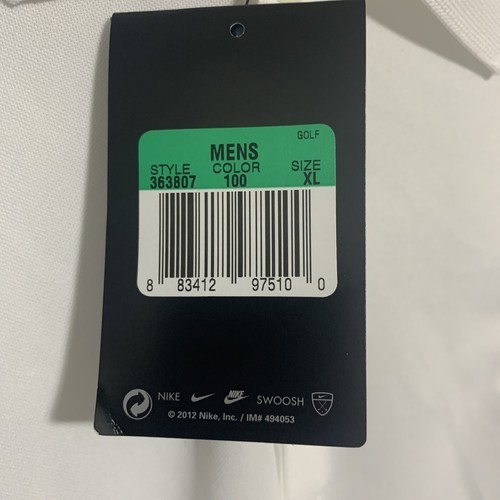 GOLF
MENS
STYLE COLOR SIZE
363807 100 XL
8 83412 97510 0
NIKE NIKE SWOOSH
© 2012 Nike, Inc. / IM# 494053